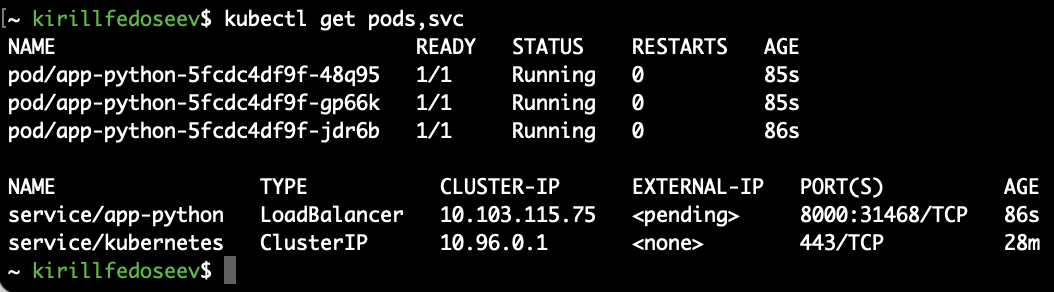 [~ kirillfedoseev$ kubectl get pods,svc
NAME READY STATUS RESTARTS AGE
pod/app-python-5fcdc4df9f-48q95 1/1 Running 0 85s
pod/app-python-5fcdc4df9f-gp66k 1/1 Running 0 85s
pod/app-python-5fcdc4df9f-jdr6b 1/1 Running 0 86s
NAME TYPE CLUSTER-IP EXTERNAL-IP PORT(S) AGE
service/app-python LoadBalancer 10.103.115.75 <pending> 8000:31468/TCP 86s
service/kubernetes ClusterIP 10.96.0.1 <none> 443/TCP 28m
~ kirillfedoseev$